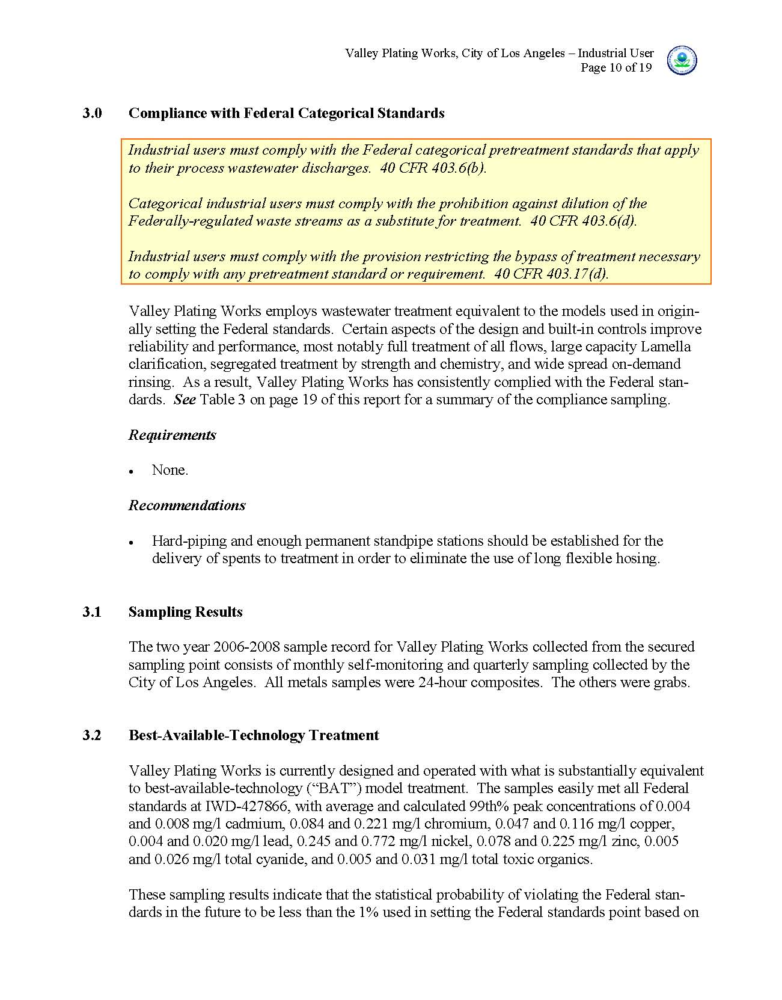 Valley Plating Works, City of Los Angeles – Industrial User
Page 10 of 19
3.0 Compliance with Federal Categorical Standards
Industrial users must comply with the Federal categorical pretreatment standards that apply
to their process wastewater discharges. 40 CFR 403.6(b).
Categorical industrial users must comply with the prohibition against dilution of the
Federally-regulated waste streams as a substitute for treatment. 40 CFR 403.6(d).
Industrial users must comply with the provision restricting the bypass of treatment necessary
to comply with any pretreatment standard or requirement. 40 CFR 403.17(d).
Valley Plating Works employs wastewater treatment equivalent to the models used in origin-
ally setting the Federal standards. Certain aspects of the design and built-in controls improve
reliability and performance, most notably full treatment of all flows, large capacity Lamella
clarification, segregated treatment by strength and chemistry, and wide spread on-demand
rinsing. As a result, Valley Plating Works has consistently complied with the Federal stan-
dards. See Table 3 on page 19 of this report for a summary of the compliance sampling.
Requirements
• None.
Recommendations
• Hard-piping and enough permanent standpipe stations should be established for the
delivery of spents to treatment in order to eliminate the use of long flexible hosing.
3.1 Sampling Results
The two year 2006-2008 sample record for Valley Plating Works collected from the secured
sampling point consists of monthly self-monitoring and quarterly sampling collected by the
City of Los Angeles. All metals samples were 24-hour composites. The others were grabs.
3.2 Best-Available-Technology Treatment
Valley Plating Works is currently designed and operated with what is substantially equivalent
to best-available-technology (“BAT”) model treatment. The samples easily met all Federal
standards at IWD-427866, with average and calculated 99th% peak concentrations of 0.004
and 0.008 mg/l cadmium, 0.084 and 0.221 mg/l chromium, 0.047 and 0.116 mg/l copper,
0.004 and 0.020 mg/l lead, 0.245 and 0.772 mg/l nickel, 0.078 and 0.225 mg/l zinc, 0.005
and 0.026 mg/l total cyanide, and 0.005 and 0.031 mg/l total toxic organics.
These sampling results indicate that the statistical probability of violating the Federal stan-
dards in the future to be less than the 1% used in setting the Federal standards point based on